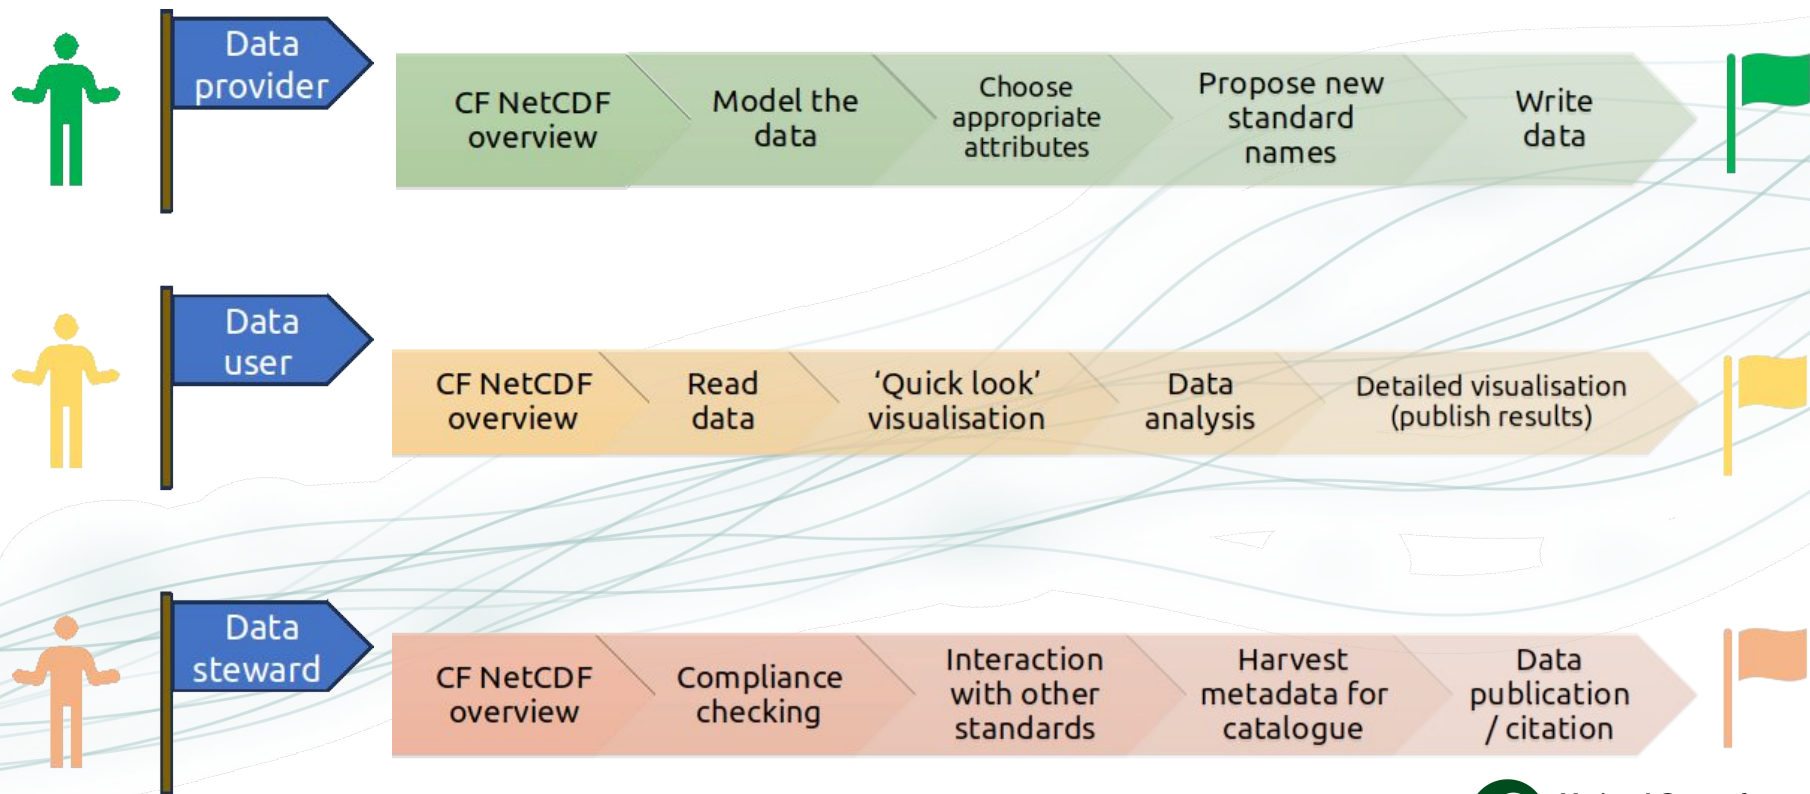 Data
provider
CF NetCDF
overview
Model the
data
Choose
appropriate
attributes
Propose new
standard
names
Write
data
Data
user
CF NetCDF
overview
Read
data
‘Quick look’
visualisation
Data
analysis
Detailed visualisation
(publish results)
Data
steward
CF NetCDF
overview
Compliance
checking
Interaction
with other
standards
Harvest
metadata for
catalogue
Data
publication
/ citation